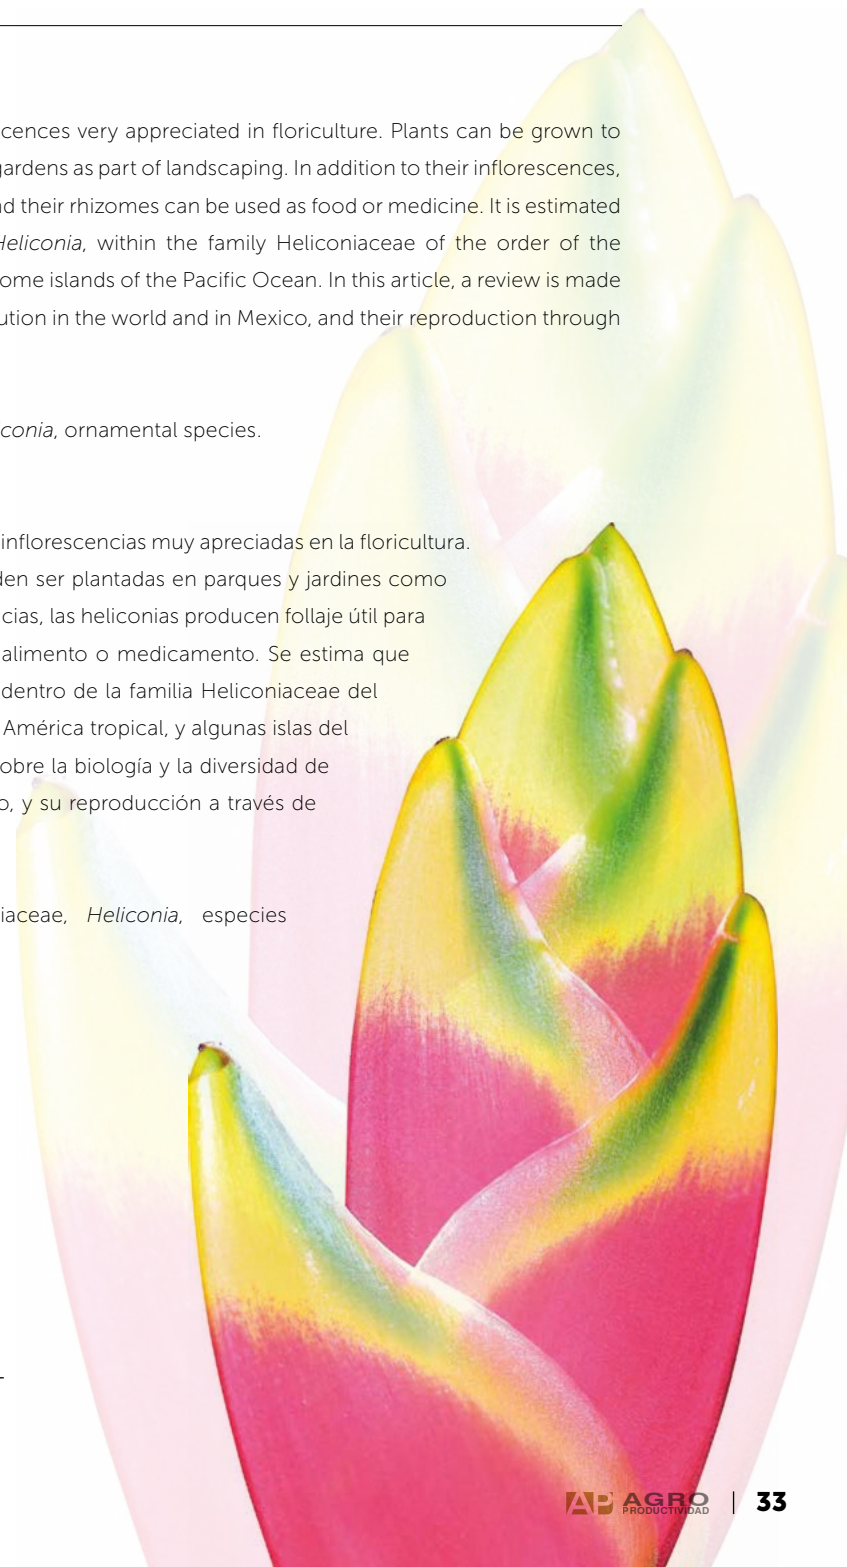 cences very appreciated in floriculture. Plants can be grown to
gardens as part of landscaping. In addition to their inflorescences,
nd their rhizomes can be used as food or medicine. It is estimated
Heliconia, within the family Heliconiaceae of the order of the
ome islands of the Pacific Ocean. In this article, a review is made
ution in the world and in Mexico, and their reproduction through
conia, ornamental species.
inflorescencias muy apreciadas en la floricultura.
den ser plantadas en parques y jardines como
cias, las heliconias producen follaje útil para
alimento o medicamento. Se estima que
dentro de la familia Heliconiaceae del
América tropical, y algunas islas del
obre la biología y la diversidad de
o, y su reproducción a través de
iaceae, Heliconia, especies
AP AGRO
PRODUCTIVIDAD | 33